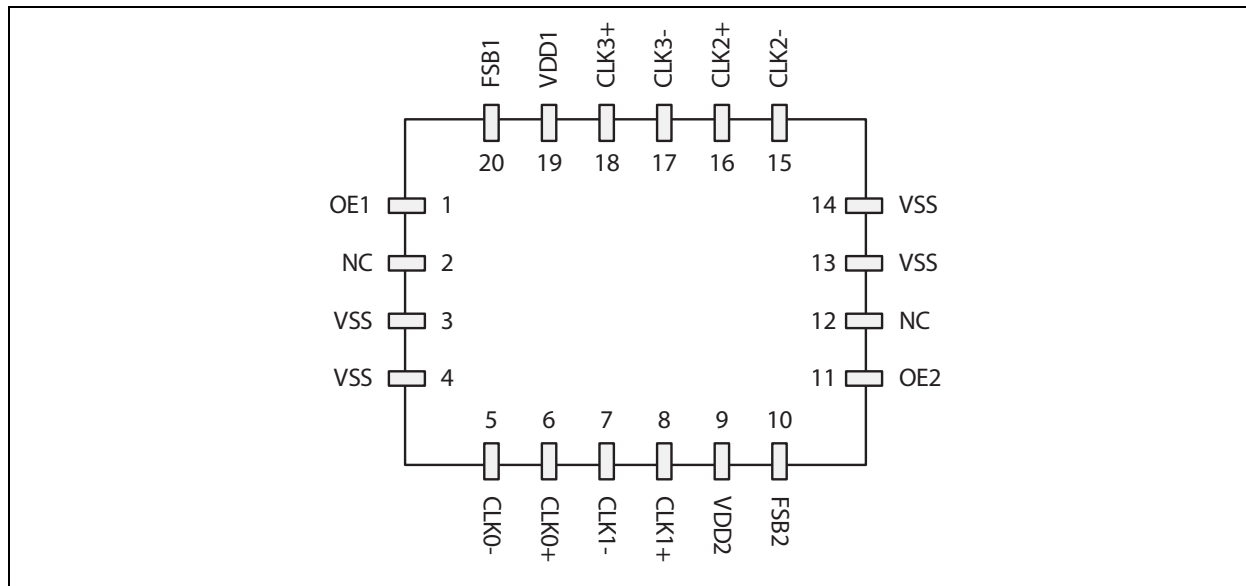 FSB1 VDD1 CLK3+ CLK3- CLK2+ CLK2-
20 19 18 17 16 15
OE1 1 14 VSS
NC 2 13 VSS
VSS 3 12 NC
VSS 4 11 OE2
5 6 7 8 9 10
CLK0- CLK0+ CLK1- CLK1+ VDD2 FSB2